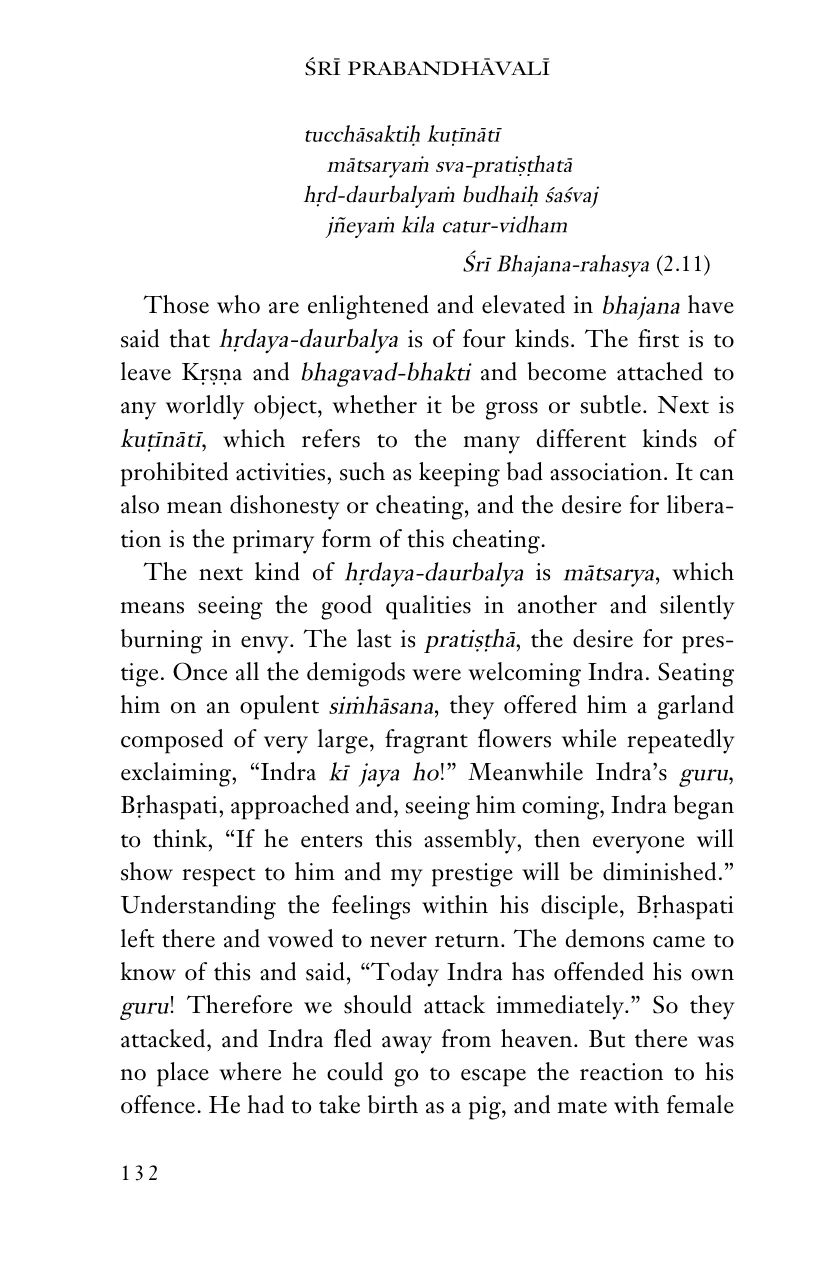 ŚRĪ PRABANDHĀVALĪ
tucchāsaktiḥ kuṭīnātī
mātsaryaṁ sva-pratiṣṭhatā
hṛd-daurbalyaṁ budhaiḥ śaśvaj
jñeyaṁ kila catur-vidham
Śrī Bhajana-rahasya (2.11)
Those who are enlightened and elevated in bhajana have
said that hṛdaya-daurbalya is of four kinds. The first is to
leave Kṛṣṇa and bhagavad-bhakti and become attached to
any worldly object, whether it be gross or subtle. Next is
kuṭīnātī, which refers to the many different kinds of
prohibited activities, such as keeping bad association. It can
also mean dishonesty or cheating, and the desire for libera-
tion is the primary form of this cheating.
The next kind of hṛdaya-daurbalya is mātsarya, which
means seeing the good qualities in another and silently
burning in envy. The last is pratiṣṭhā, the desire for pres-
tige. Once all the demigods were welcoming Indra. Seating
him on an opulent siṁhāsana, they offered him a garland
composed of very large, fragrant flowers while repeatedly
exclaiming, “Indra kī jaya ho!” Meanwhile Indra’s guru,
Bṛhaspati, approached and, seeing him coming, Indra began
to think, “If he enters this assembly, then everyone will
show respect to him and my prestige will be diminished.”
Understanding the feelings within his disciple, Bṛhaspati
left there and vowed to never return. The demons came to
know of this and said, “Today Indra has offended his own
guru! Therefore we should attack immediately.” So they
attacked, and Indra fled away from heaven. But there was
no place where he could go to escape the reaction to his
offence. He had to take birth as a pig, and mate with female
132